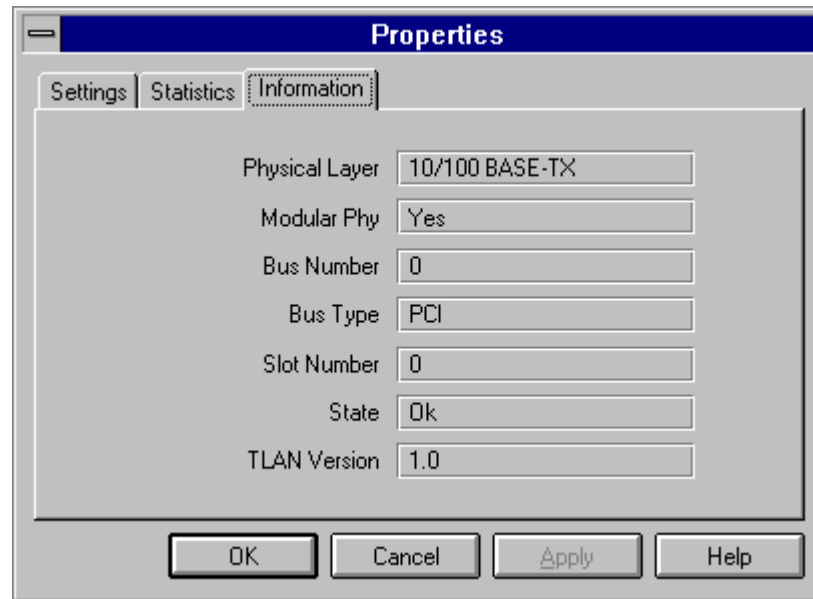 Properties
Settings Statistics Information
Physical Layer 10/100 BASE-TX
Modular Phy Yes
Bus Number 0
Bus Type PCI
Slot Number 0
State Ok
TLAN Version 1.0
OK Cancel Apply Help